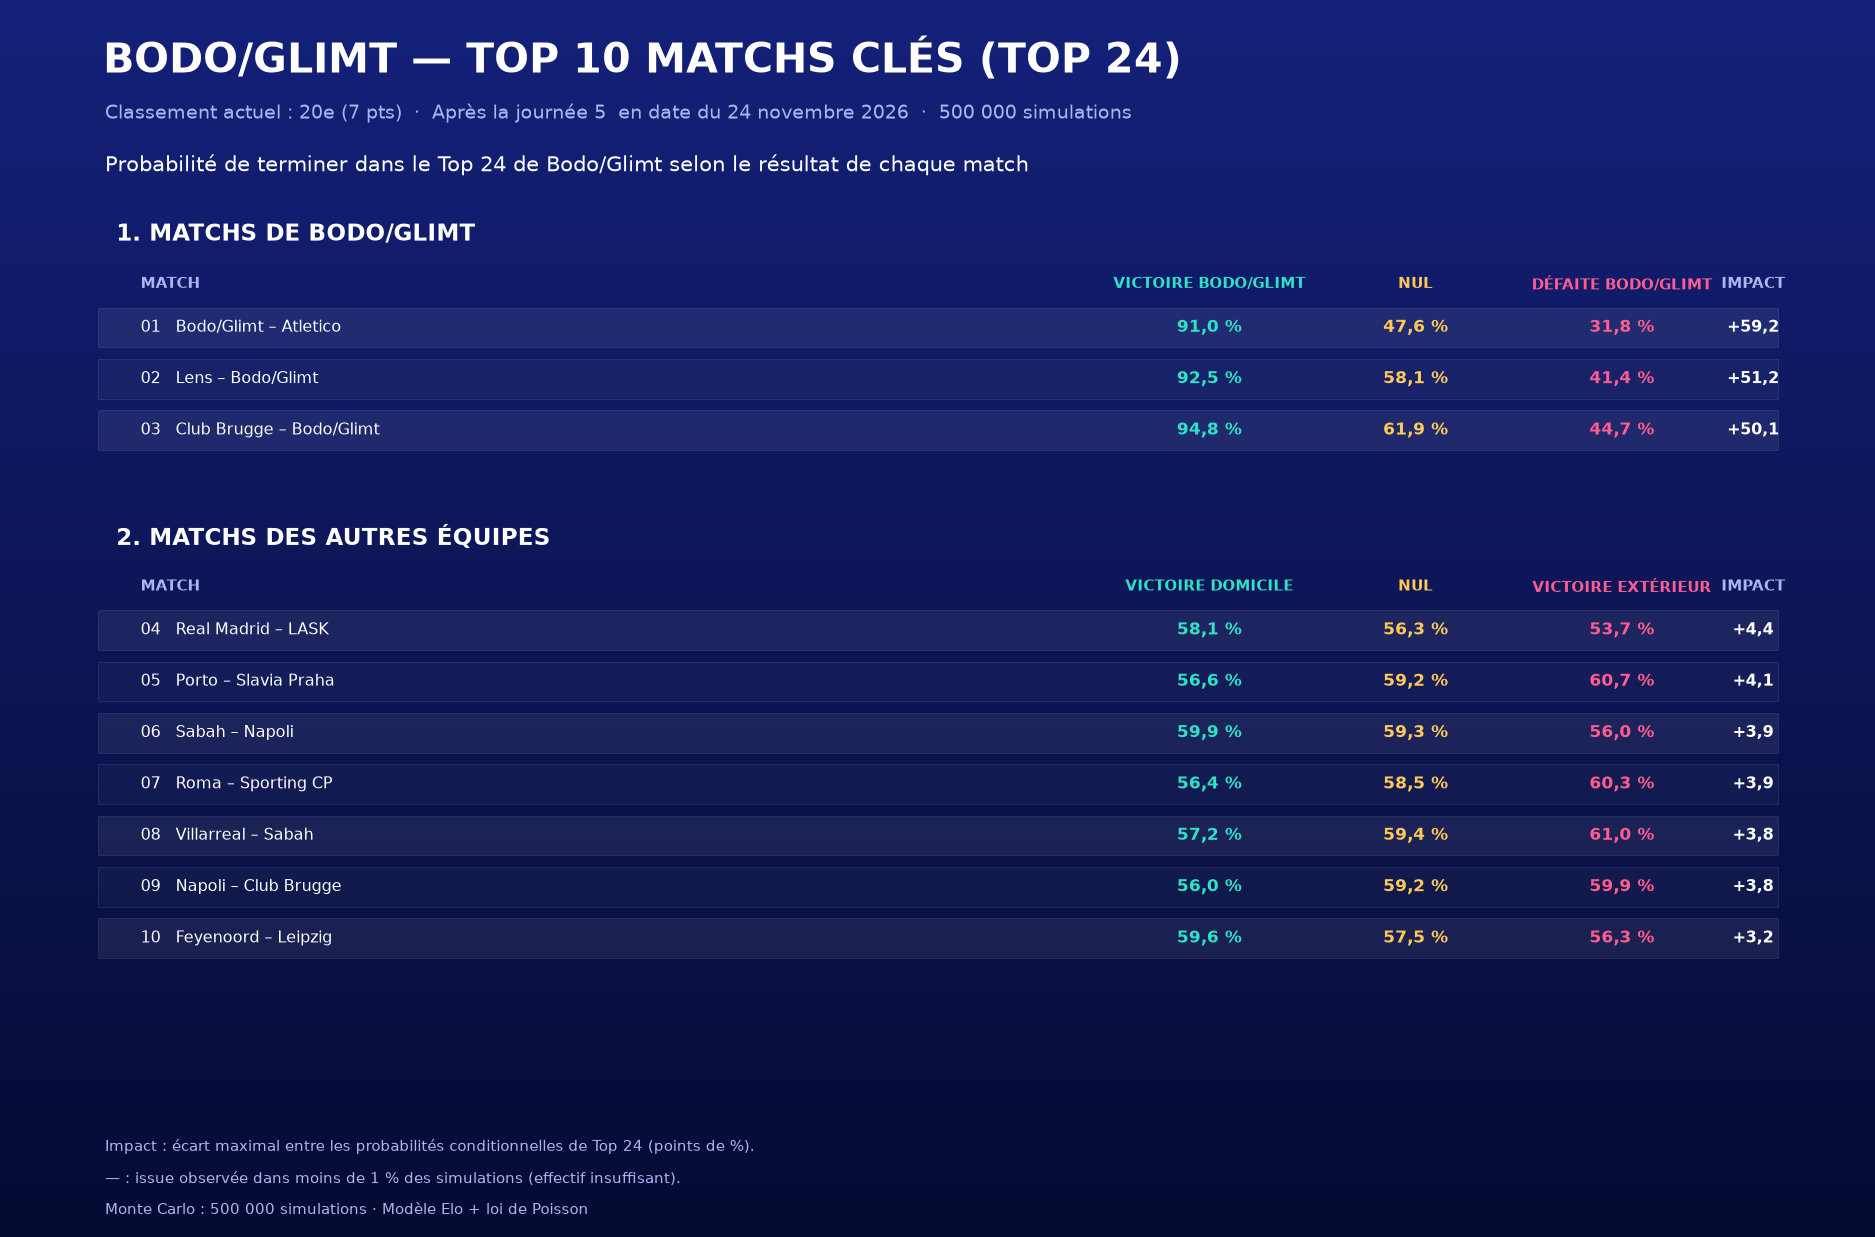 BODO/GLIMT — TOP 10 MATCHS CLÉS (TOP 24)
Classement actuel : 20e (7 pts) · Après la journée 5 en date du 24 novembre 2026 · 500 000 simulations
Probabilité de terminer dans le Top 24 de Bodo/Glimt selon le résultat de chaque match
1. MATCHS DE BODO/GLIMT
MATCH VICTOIRE BODO/GLIMT NUL DÉFAITE BODO/GLIMT IMPACT
01 Bodo/Glimt – Atletico 91,0 % 47,6 % 31,8 % +59,2
02 Lens – Bodo/Glimt 92,5 % 58,1 % 41,4 % +51,2
03 Club Brugge – Bodo/Glimt 94,8 % 61,9 % 44,7 % +50,1
2. MATCHS DES AUTRES ÉQUIPES
MATCH VICTOIRE DOMICILE NUL VICTOIRE EXTÉRIEUR IMPACT
04 Real Madrid – LASK 58,1 % 56,3 % 53,7 % +4,4
05 Porto – Slavia Praha 56,6 % 59,2 % 60,7 % +4,1
06 Sabah – Napoli 59,9 % 59,3 % 56,0 % +3,9
07 Roma – Sporting CP 56,4 % 58,5 % 60,3 % +3,9
08 Villarreal – Sabah 57,2 % 59,4 % 61,0 % +3,8
09 Napoli – Club Brugge 56,0 % 59,2 % 59,9 % +3,8
10 Feyenoord – Leipzig 59,6 % 57,5 % 56,3 % +3,2
Impact : écart maximal entre les probabilités conditionnelles de Top 24 (points de %).
— : issue observée dans moins de 1 % des simulations (effectif insuffisant).
Monte Carlo : 500 000 simulations · Modèle Elo + loi de Poisson